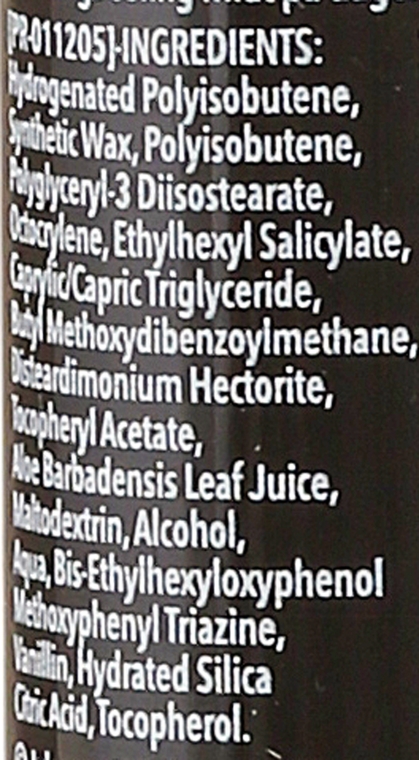 [PR-011205]-INGREDIENTS:
Hydrogenated Polyisobutene,
Synthetic Wax, Polyisobutene,
Polyglyceryl-3 Diisostearate,
Octocrylene, Ethylhexyl Salicylate,
Caprylic/Capric Triglyceride,
Butyl Methoxydibenzoylmethane,
Disteardimonium Hectorite,
Tocopheryl Acetate,
Aloe Barbadensis Leaf Juice,
Maltodextrin, Alcohol,
Aqua, Bis-Ethylhexyloxyphenol
Methoxyphenyl Triazine,
Vanillin, Hydrated Silica
Citric Acid, Tocopherol.